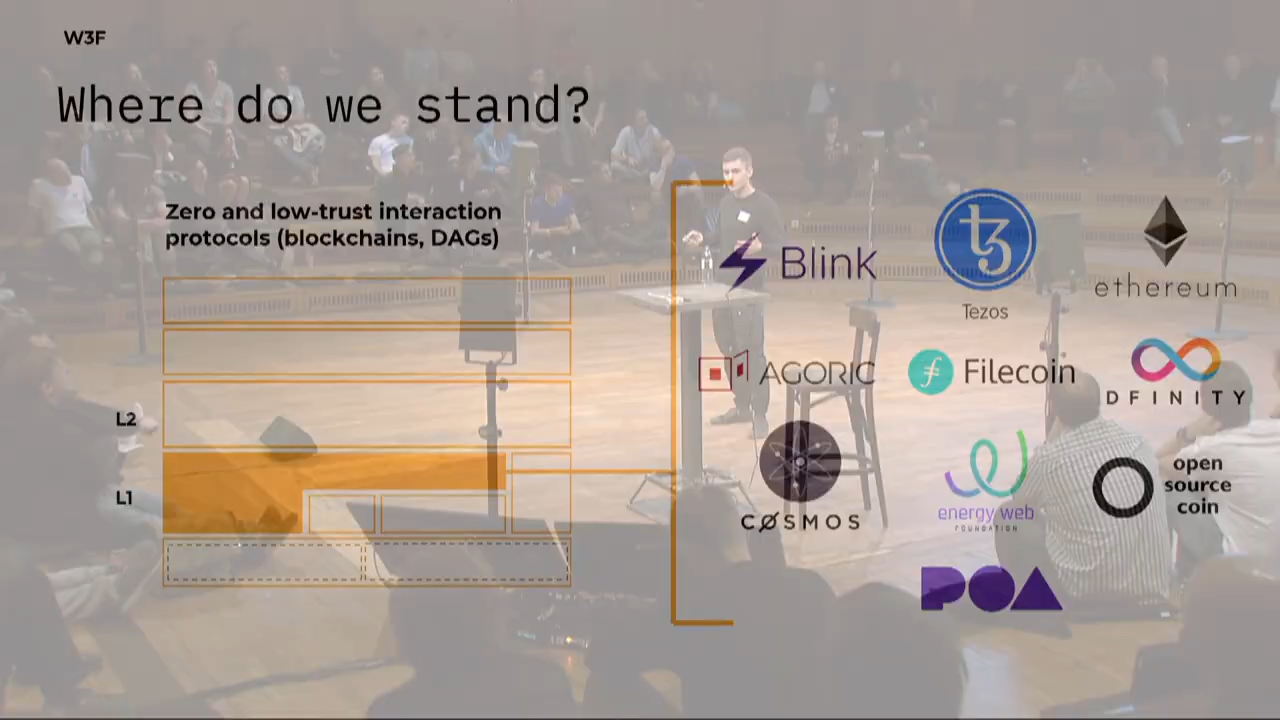 W3F
Where do we stand?
Zero and low-trust interaction
protocols (blockchains, DAGs)
L2
L1
Blink
Tezos
ethereum
AGORIC
Filecoin
DFINITY
COSMOS
energy web
FOUNDATION
open
source
coin
POA